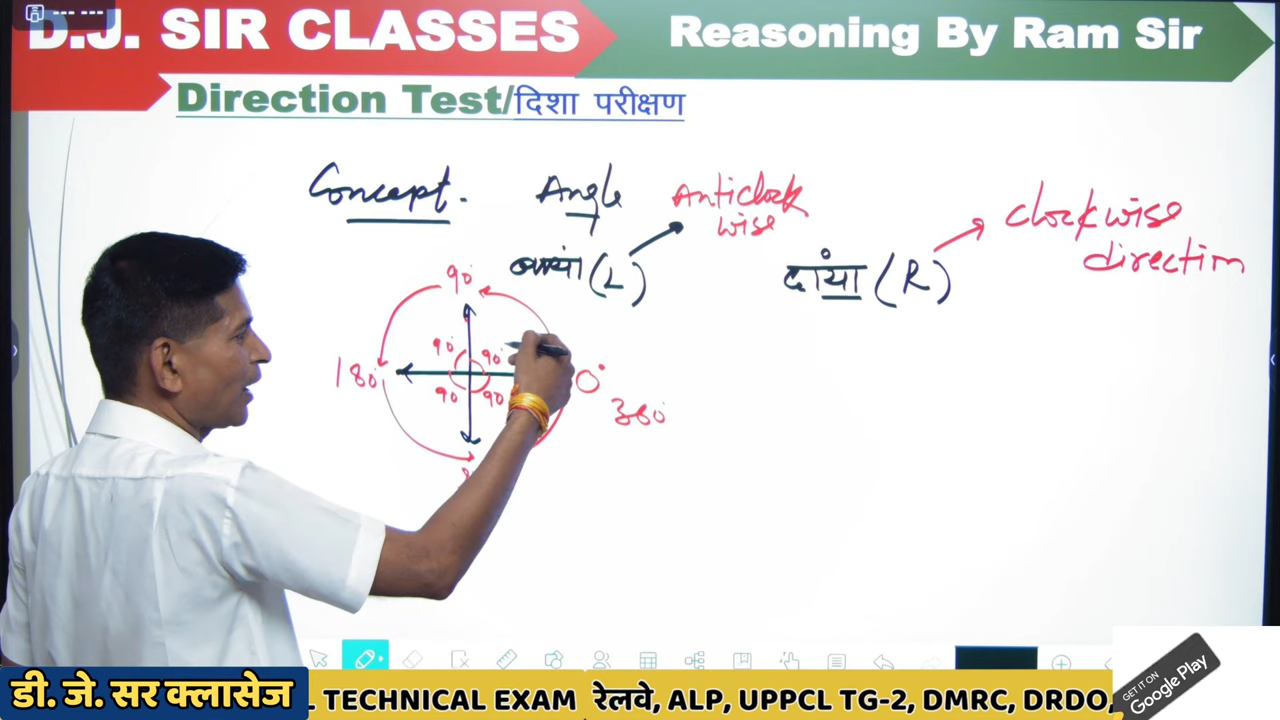 D.J. SIR CLASSES
Reasoning By Ram Sir
Direction Test/दिशा परीक्षण
Concept. Angle
Anticlock
wise
clockwise
direction
(L)
दांया (R)
90°
90° 90°
180° 0°
90° 90
360°
डी. जे. सर क्लासेज
TECHNICAL EXAM रेलवे, ALP, UPPCL TG-2, DMRC, DRDO,
GET IT ON
Google Play